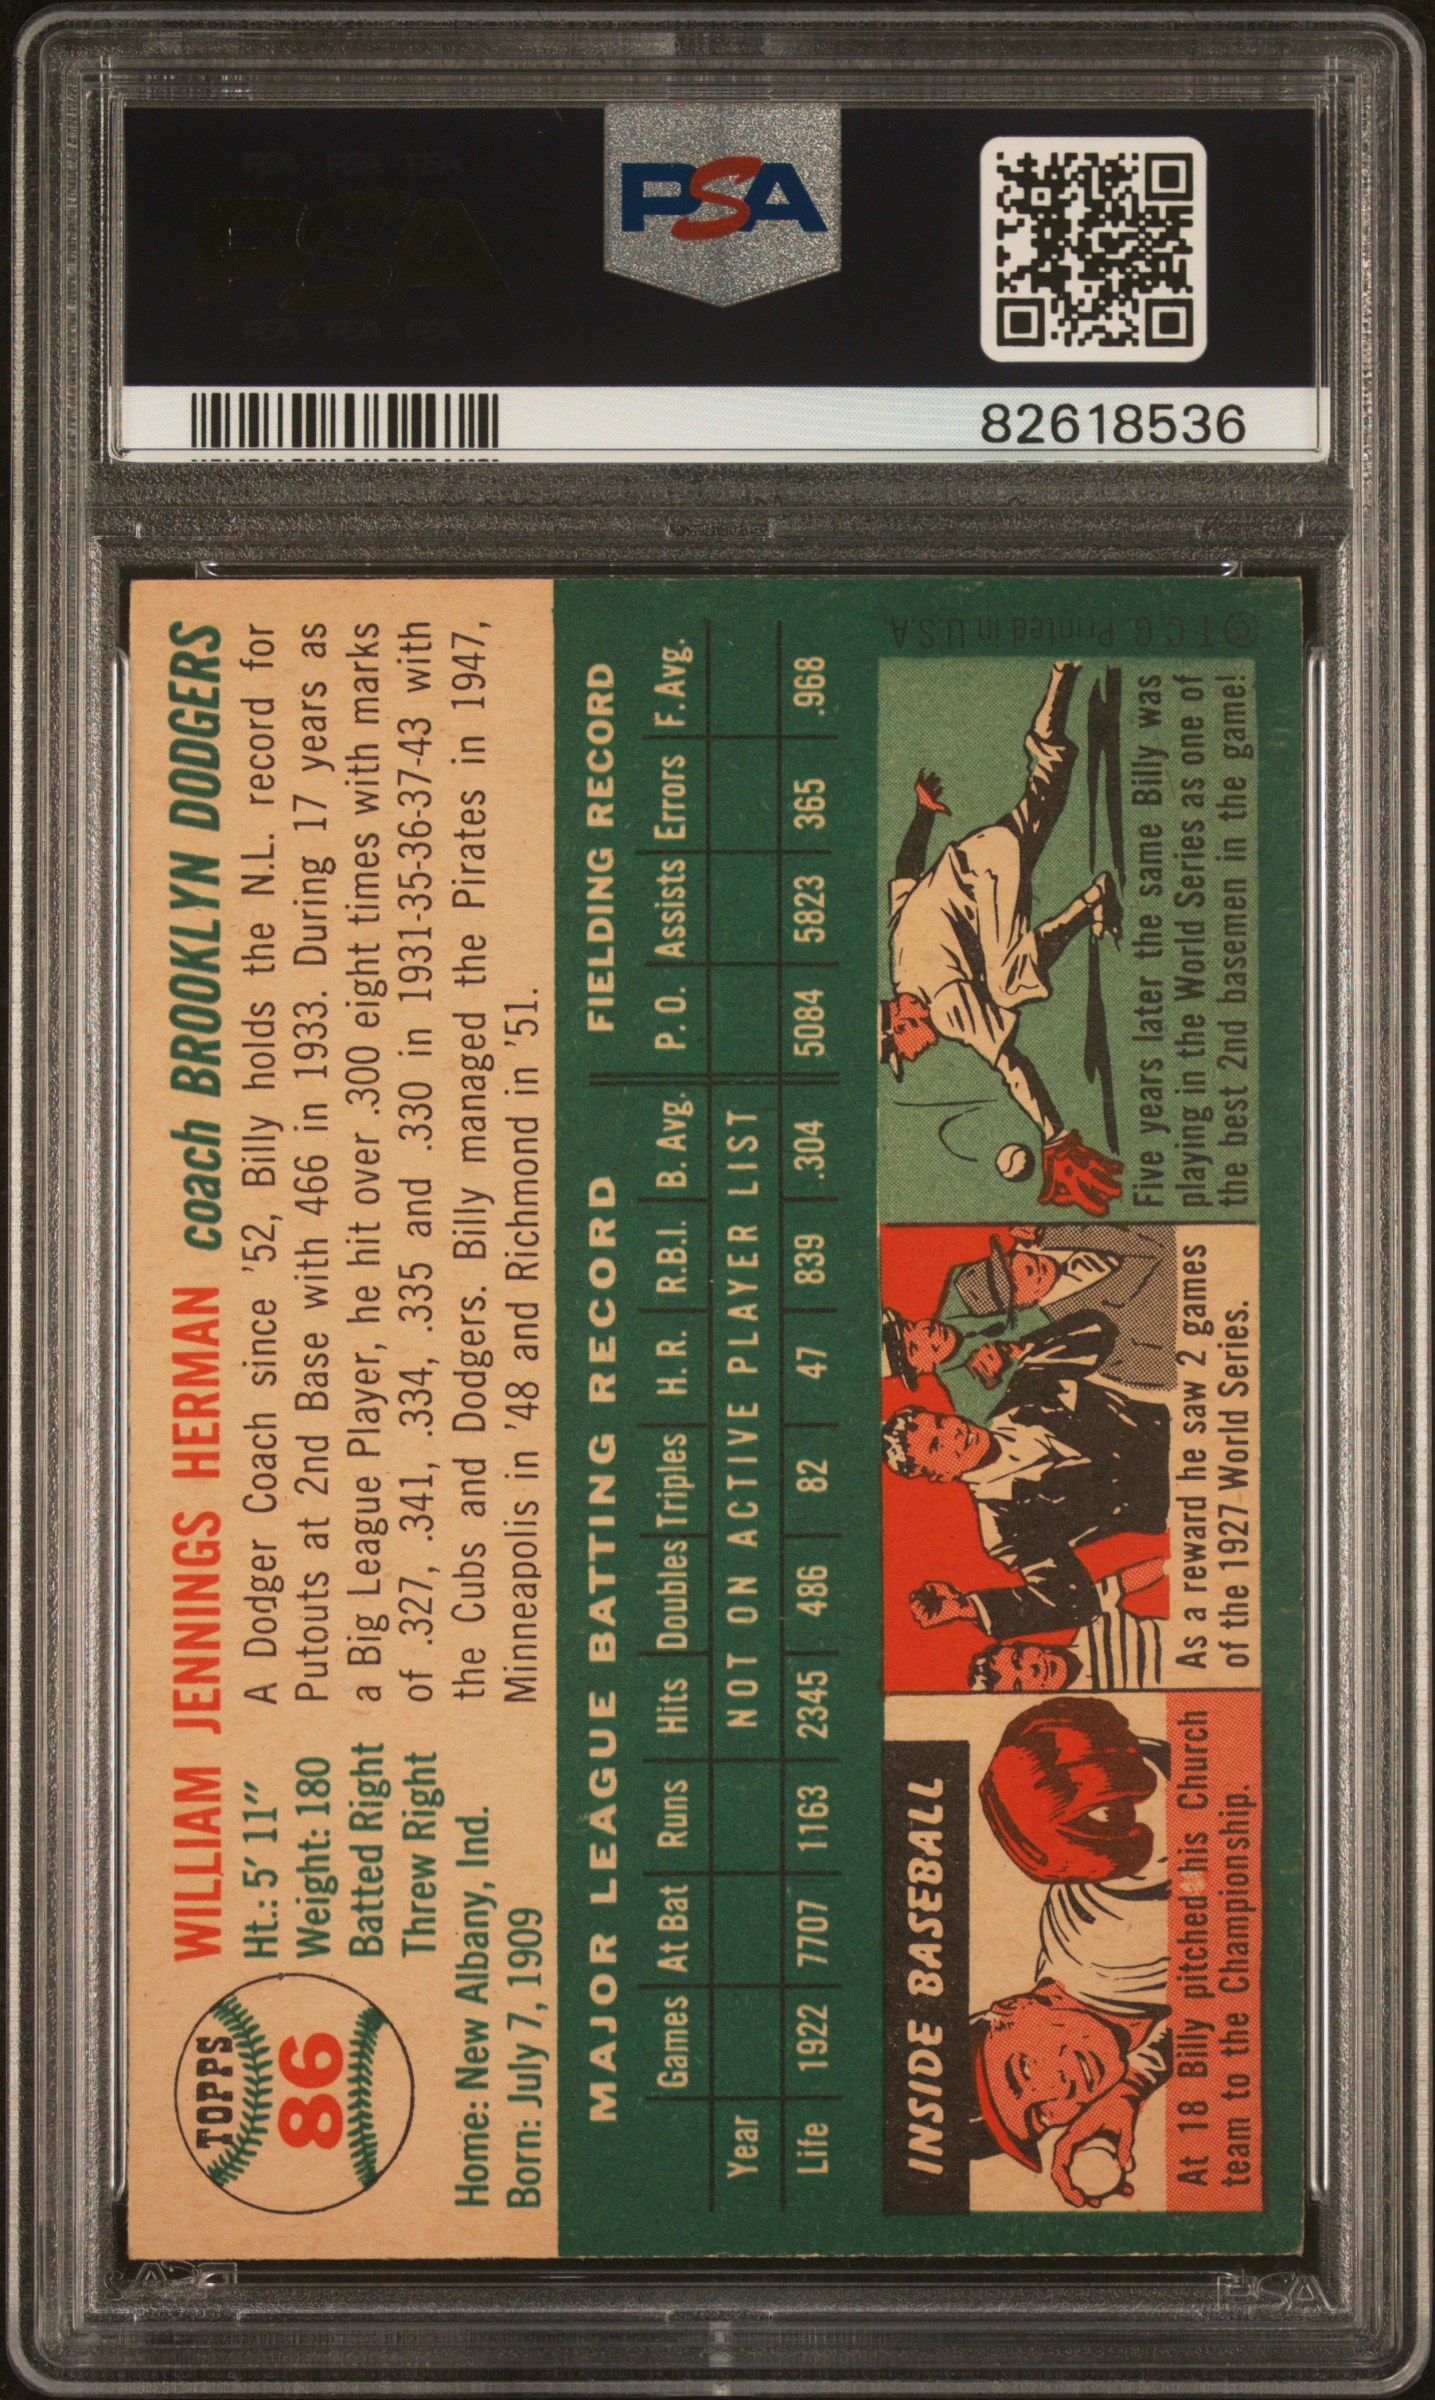 PSA PSA PSA
PSA
PSA PSA PSA
PSA
82618536
TOPPS
86
WILLIAM JENNINGS HERMAN coach BROOKLYN DODGERS
Ht.: 5' 11"
Weight: 180
Batted Right
Threw Right
Home: New Albany, Ind.
Born: July 7, 1909
A Dodger Coach since '52, Billy holds the N.L. record for
Putouts at 2nd Base with 466 in 1933. During 17 years as
a Big League Player, he hit over .300 eight times with marks
of .327, .341, .334, .335 and .330 in 1931-35-36-37-43 with
the Cubs and Dodgers. Billy managed the Pirates in 1947,
Minneapolis in '48 and Richmond in '51.
MAJOR LEAGUE BATTING RECORD FIELDING RECORD
Games At Bat Runs Hits Doubles Triples H.R. R.B.I. B. Avg. P. O. Assists Errors F. Avg.
Year NOT ON ACTIVE PLAYER LIST
Life 1922 7707 1163 2345 486 82 47 839 .304 5084 5823 365 .968
INSIDE BASEBALL
At 18 Billy pitched his Church
team to the Championship.
As a reward he saw 2 games
of the 1927 World Series.
Five years later the same Billy was
playing in the World Series as one of
the best 2nd basemen in the game!
© T. C. G. Printed in U.S.A.
PSA
PSA